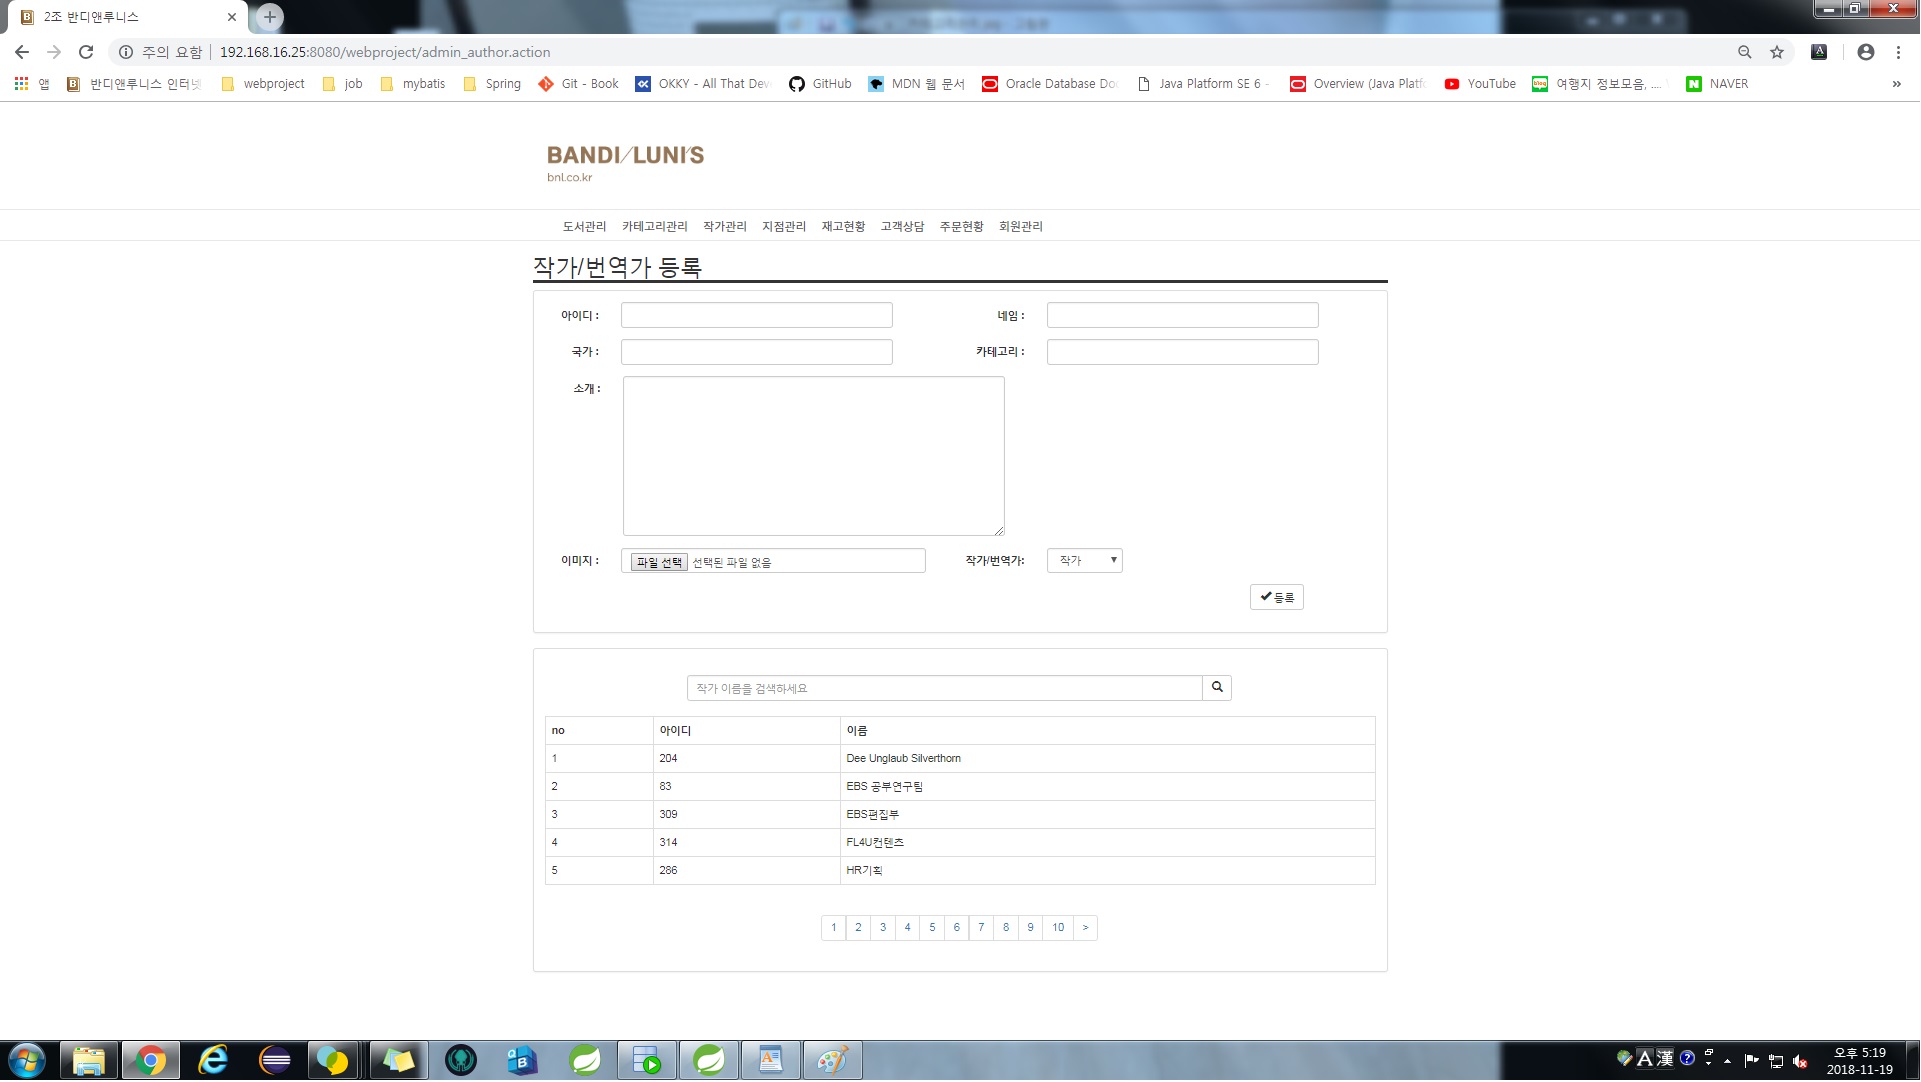 2조 반디앤루니스
주의 요함 192.168.16.25:8080/webproject/admin_author.action
앱 반디앤루니스 인터넷 webproject job mybatis Spring Git - Book OKKY - All That Deve GitHub MDN 웹 문서 Oracle Database Do Java Platform SE 6 - Overview (Java Platf YouTube 여행지 정보모음, .... NAVER »
BANDI/LUNI'S
bnl.co.kr
도서관리 카테고리관리 작가관리 지점관리 재고현황 고객상담 주문현황 회원관리
작가/번역가 등록
아이디 : 네임 :
국가 : 카테고리 :
소개 :
이미지 : 파일 선택 선택된 파일 없음 작가/번역가: 작가
등록
작가 이름을 검색하세요
no 아이디 이름
1 204 Dee Unglaub Silverthorn
2 83 EBS 공부연구팀
3 309 EBS편집부
4 314 FL4U컨텐츠
5 286 HR기획
1 2 3 4 5 6 7 8 9 10 >
A 漢 오후 5:19
2018-11-19